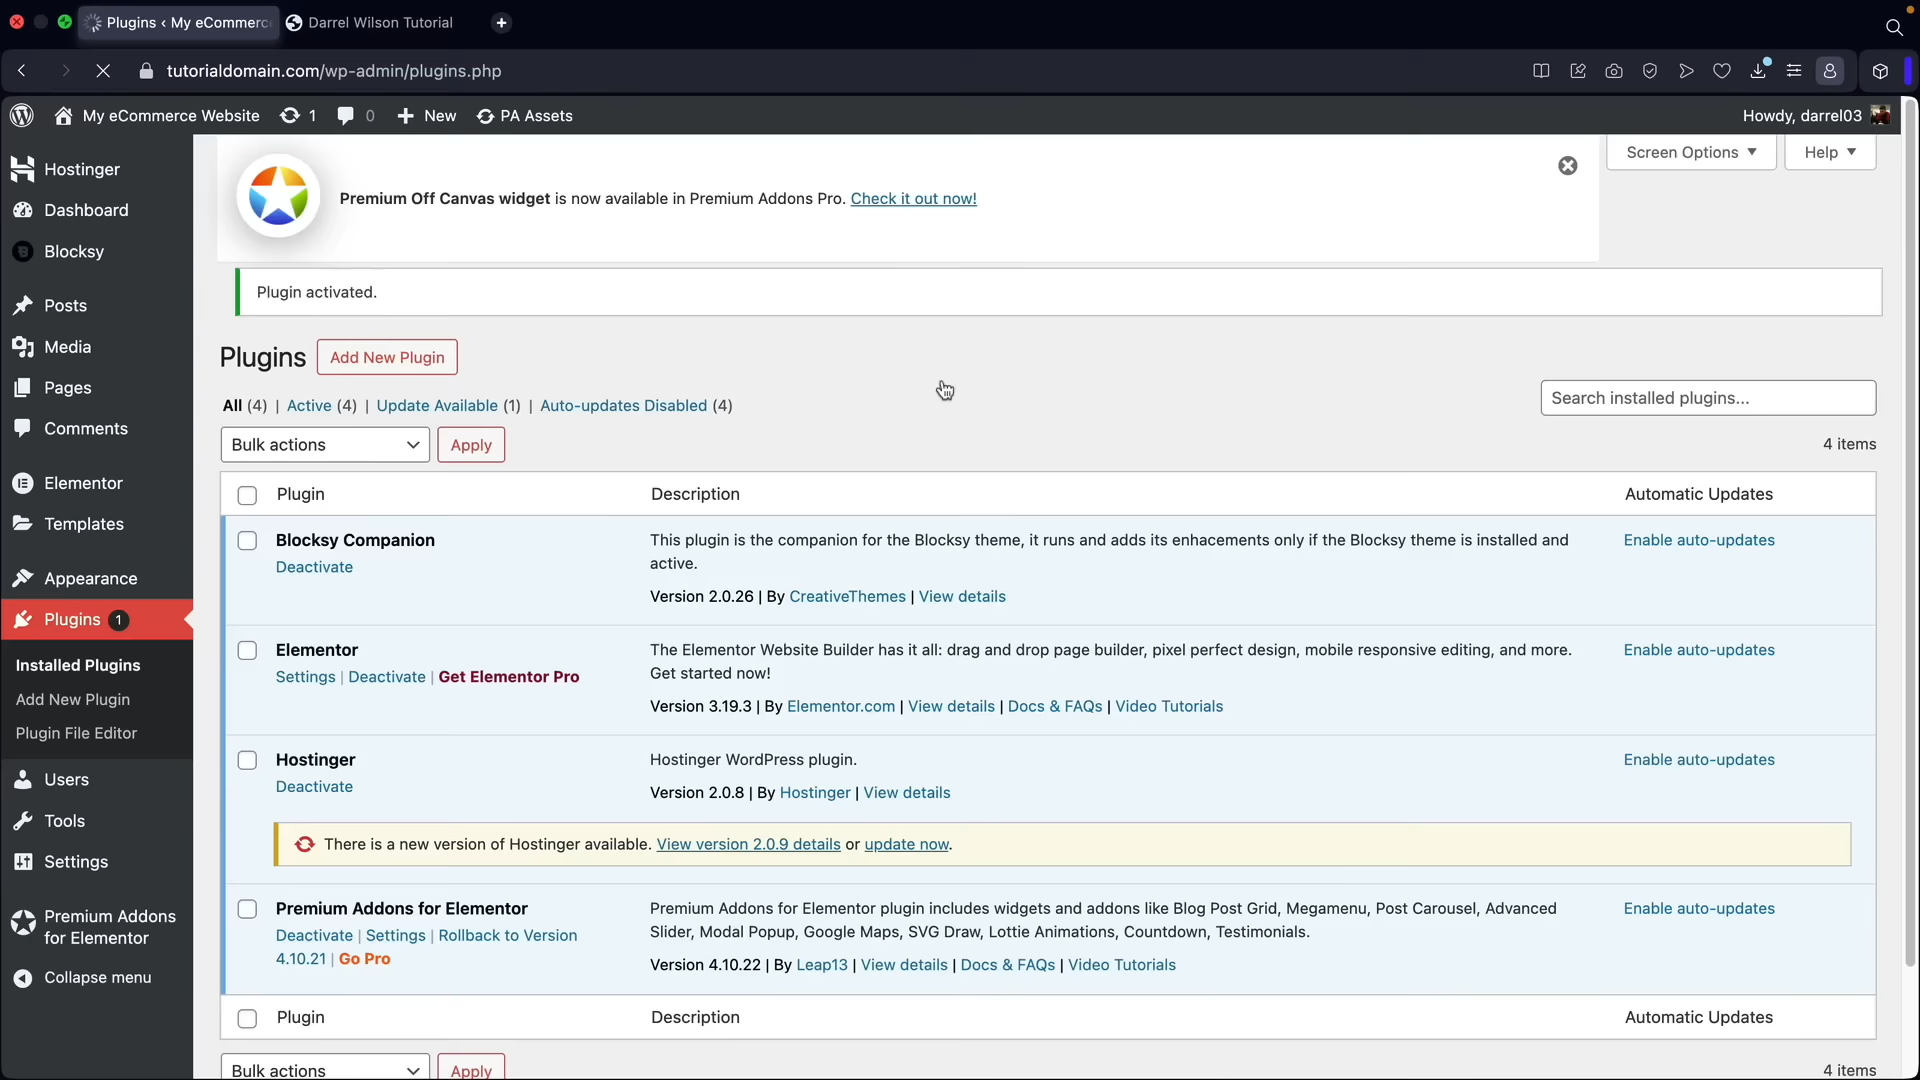 Plugins ‹ My eCommerc
Darrel Wilson Tutorial
tutorialdomain.com/wp-admin/plugins.php
My eCommerce Website
1
0
New
PA Assets
Howdy, darrel03
Hostinger
Dashboard
Blocksy
Posts
Media
Pages
Comments
Elementor
Templates
Appearance
Plugins 1
Installed Plugins
Add New Plugin
Plugin File Editor
Users
Tools
Settings
Premium Addons
for Elementor
Collapse menu
Screen Options
Help
Premium Off Canvas widget is now available in Premium Addons Pro. Check it out now!
Plugin activated.
Plugins
Add New Plugin
All (4) | Active (4) | Update Available (1) | Auto-updates Disabled (4)
Search installed plugins...
Bulk actions
Apply
4 items
Plugin
Description
Automatic Updates
Blocksy Companion
Deactivate
This plugin is the companion for the Blocksy theme, it runs and adds its enhacements only if the Blocksy theme is installed and
active.
Version 2.0.26 | By CreativeThemes | View details
Enable auto-updates
Elementor
Settings | Deactivate | Get Elementor Pro
The Elementor Website Builder has it all: drag and drop page builder, pixel perfect design, mobile responsive editing, and more.
Get started now!
Version 3.19.3 | By Elementor.com | View details | Docs & FAQs | Video Tutorials
Enable auto-updates
Hostinger
Deactivate
Hostinger WordPress plugin.
Version 2.0.8 | By Hostinger | View details
Enable auto-updates
There is a new version of Hostinger available. View version 2.0.9 details or update now.
Premium Addons for Elementor
Deactivate | Settings | Rollback to Version
4.10.21 | Go Pro
Premium Addons for Elementor plugin includes widgets and addons like Blog Post Grid, Megamenu, Post Carousel, Advanced
Slider, Modal Popup, Google Maps, SVG Draw, Lottie Animations, Countdown, Testimonials.
Version 4.10.22 | By Leap13 | View details | Docs & FAQs | Video Tutorials
Enable auto-updates
Plugin
Description
Automatic Updates
Bulk actions
Apply
4 items